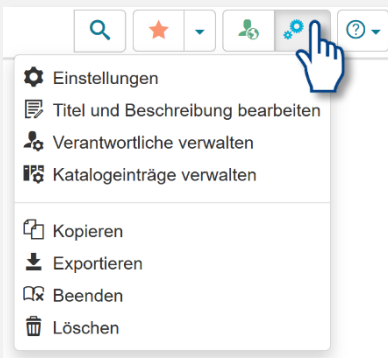 Einstellungen
Titel und Beschreibung bearbeiten
Verantwortliche verwalten
Katalogeinträge verwalten
Kopieren
Exportieren
Beenden
Löschen